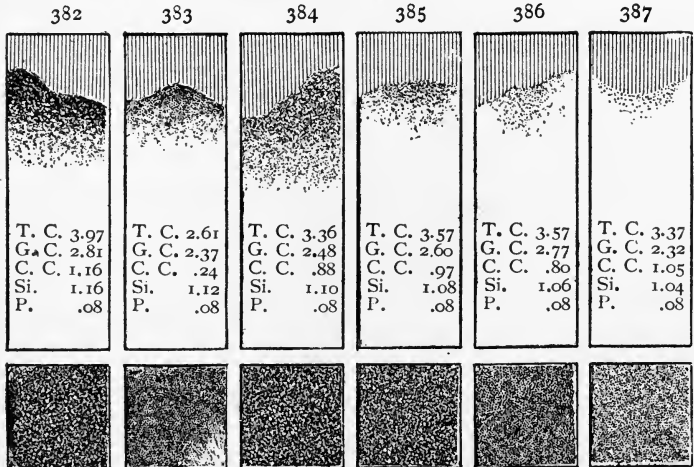 382 383 384 385 386 387
T. C. 3.97
G. C. 2.81
C. C. 1.16
Si. 1.16
P. .08
T. C. 2.61
G. C. 2.37
C. C. .24
Si. 1.12
P. .08
T. C. 3.36
G. C. 2.48
C. C. .88
Si. 1.10
P. .08
T. C. 3.57
G. C. 2.60
C. C. .97
Si. 1.08
P. .08
T. C. 3.57
G. C. 2.77
C. C. .80
Si. 1.06
P. .08
T. C. 3.37
G. C. 2.32
C. C. 1.05
Si. 1.04
P. .08